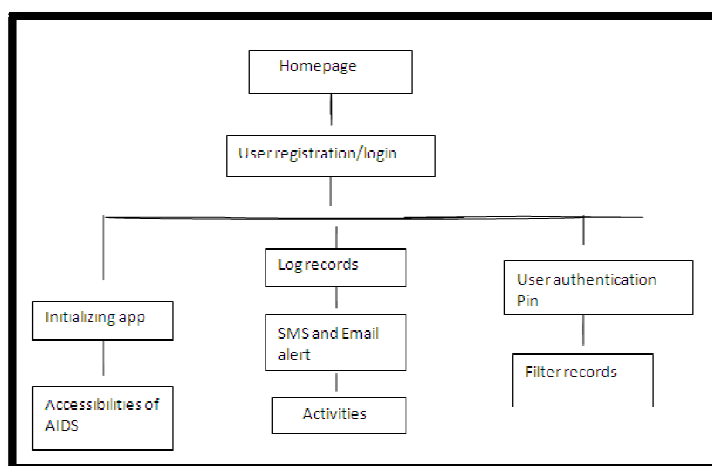 Homepage
User registration/login
Log records
User authentication
Pin
Initializing app
SMS and Email
alert
Filter records
Accessibilities of
AIDS
Activities